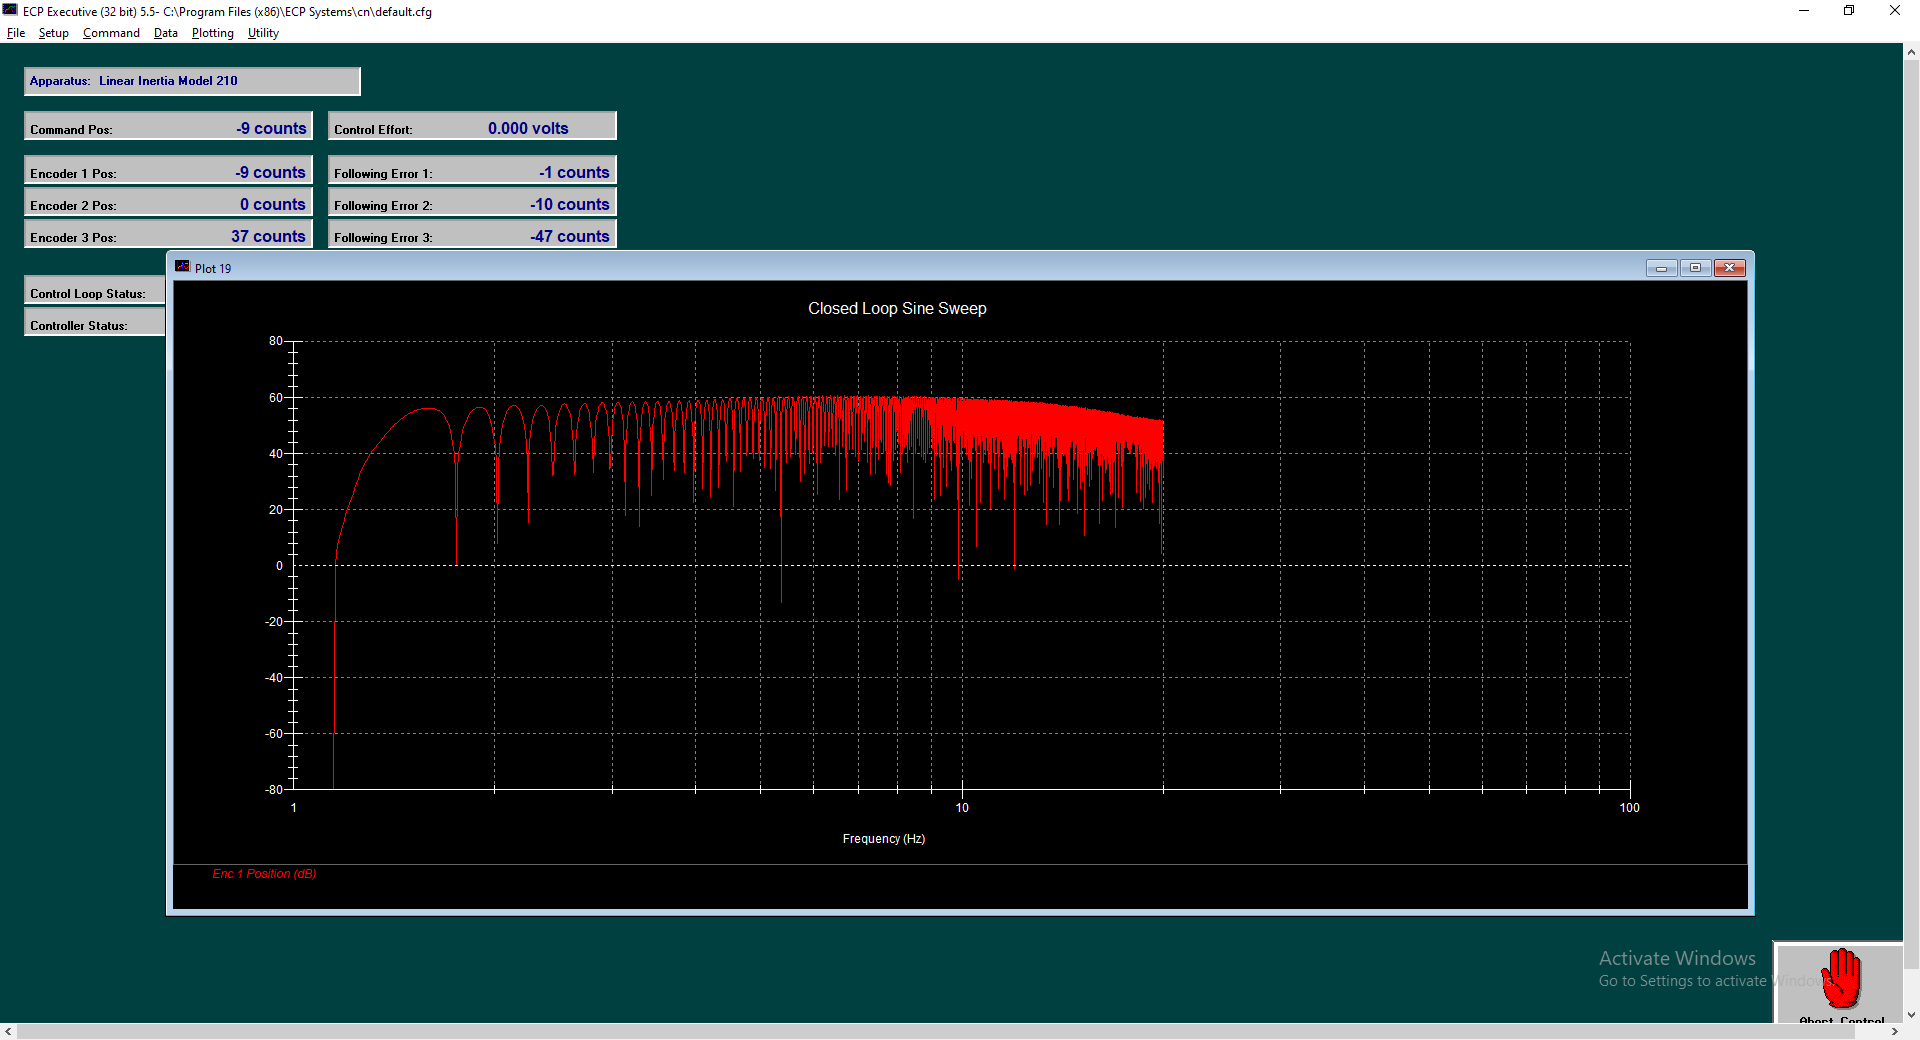 ECP Executive (32 bit) 5.5- C:\Program Files (x86)\ECP Systems\cn\default.cfg
File Setup Command Data Plotting Utility
Apparatus: Linear Inertia Model 210
Command Pos: -9 counts Control Effort: 0.000 volts
Encoder 1 Pos: -9 counts Following Error 1: -1 counts
Encoder 2 Pos: 0 counts Following Error 2: -10 counts
Encoder 3 Pos: 37 counts Following Error 3: -47 counts
Control Loop Status:
Controller Status:
Plot 19
Closed Loop Sine Sweep
80
60
40
20
0
-20
-40
-60
-80
1 10 100
Frequency (Hz)
Enc 1 Position (dB)
Activate Windows
Go to Settings to activate Windows.
Abort Control